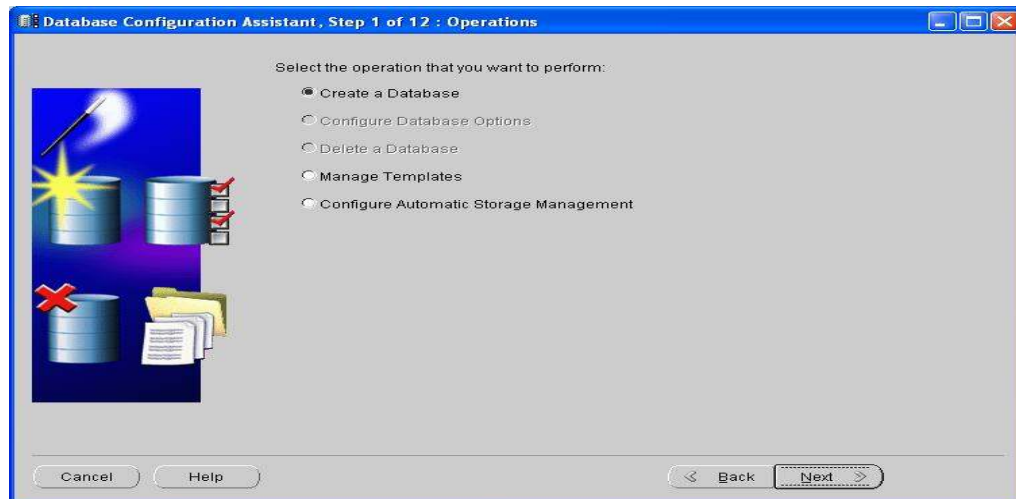 Database Configuration Assistant, Step 1 of 12 : Operations
Select the operation that you want to perform:
Create a Database
Configure Database Options
Delete a Database
Manage Templates
Configure Automatic Storage Management
Cancel
Help
Back
Next